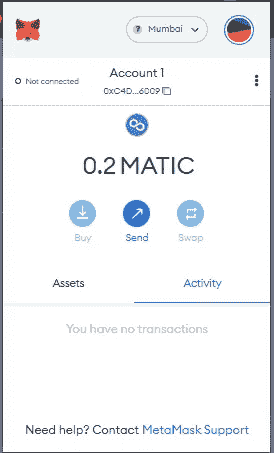 Mumbai
Not connected
Account 1
0xC4D...6009
0.2 MATIC
Buy
Send
Swap
Assets
Activity
You have no transactions
Need help? Contact MetaMask Support